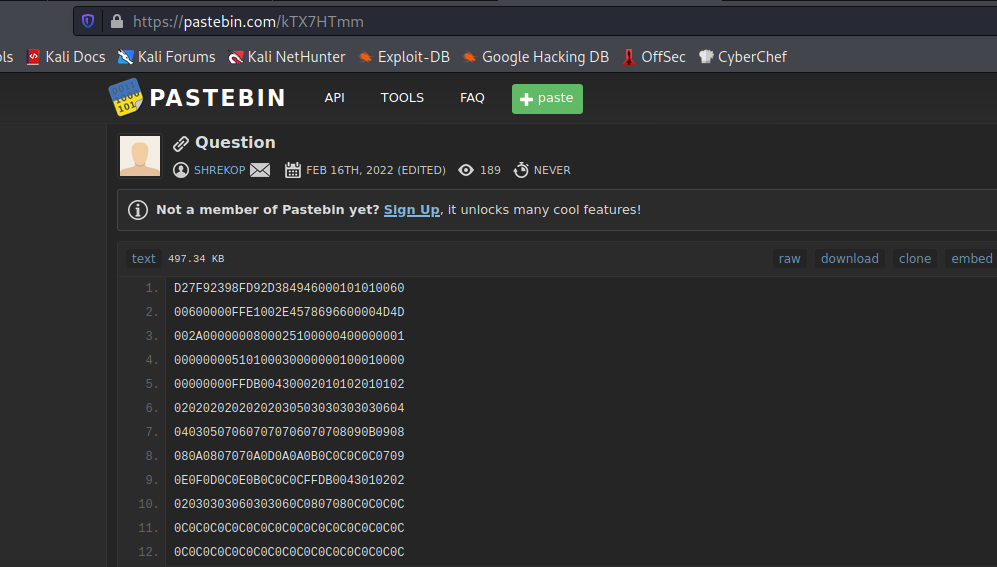 https://pastebin.com/kTX7HTmm
ls Kali Docs Kali Forums Kali NetHunter Exploit-DB Google Hacking DB OffSec CyberChef
PASTEBIN API TOOLS FAQ paste
Question
SHREKOP FEB 16TH, 2022 (EDITED) 189 NEVER
Not a member of Pastebin yet? Sign Up, it unlocks many cool features!
text 497.34 KB raw download clone embed
1. D27F92398FD92D384946000101010060
2. 00600000FFE1002E4578696600004D4D
3. 002A0000000800025100000400000001
4. 00000000510100030000000100010000
5. 00000000FFDB00430002010102010102
6. 02020202020202030503030303030604
7. 040305070607070706070708090B0908
8. 080A0807070A0D0A0A0B0C0C0C0C0709
9. 0E0F0D0C0E0B0C0C0CFFDB0043010202
10. 02030303060303060C0807080C0C0C0C
11. 0C0C0C0C0C0C0C0C0C0C0C0C0C0C0C0C
12. 0C0C0C0C0C0C0C0C0C0C0C0C0C0C0C0C